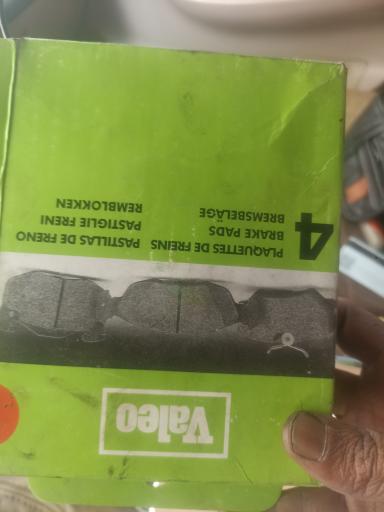 Valeo
4
PLAQUETTES DE FREINS
BRAKE PADS
BREMSBELÄGE
PASTILLAS DE FRENO
PASTIGLIE FRENI
REMBLOKKEN